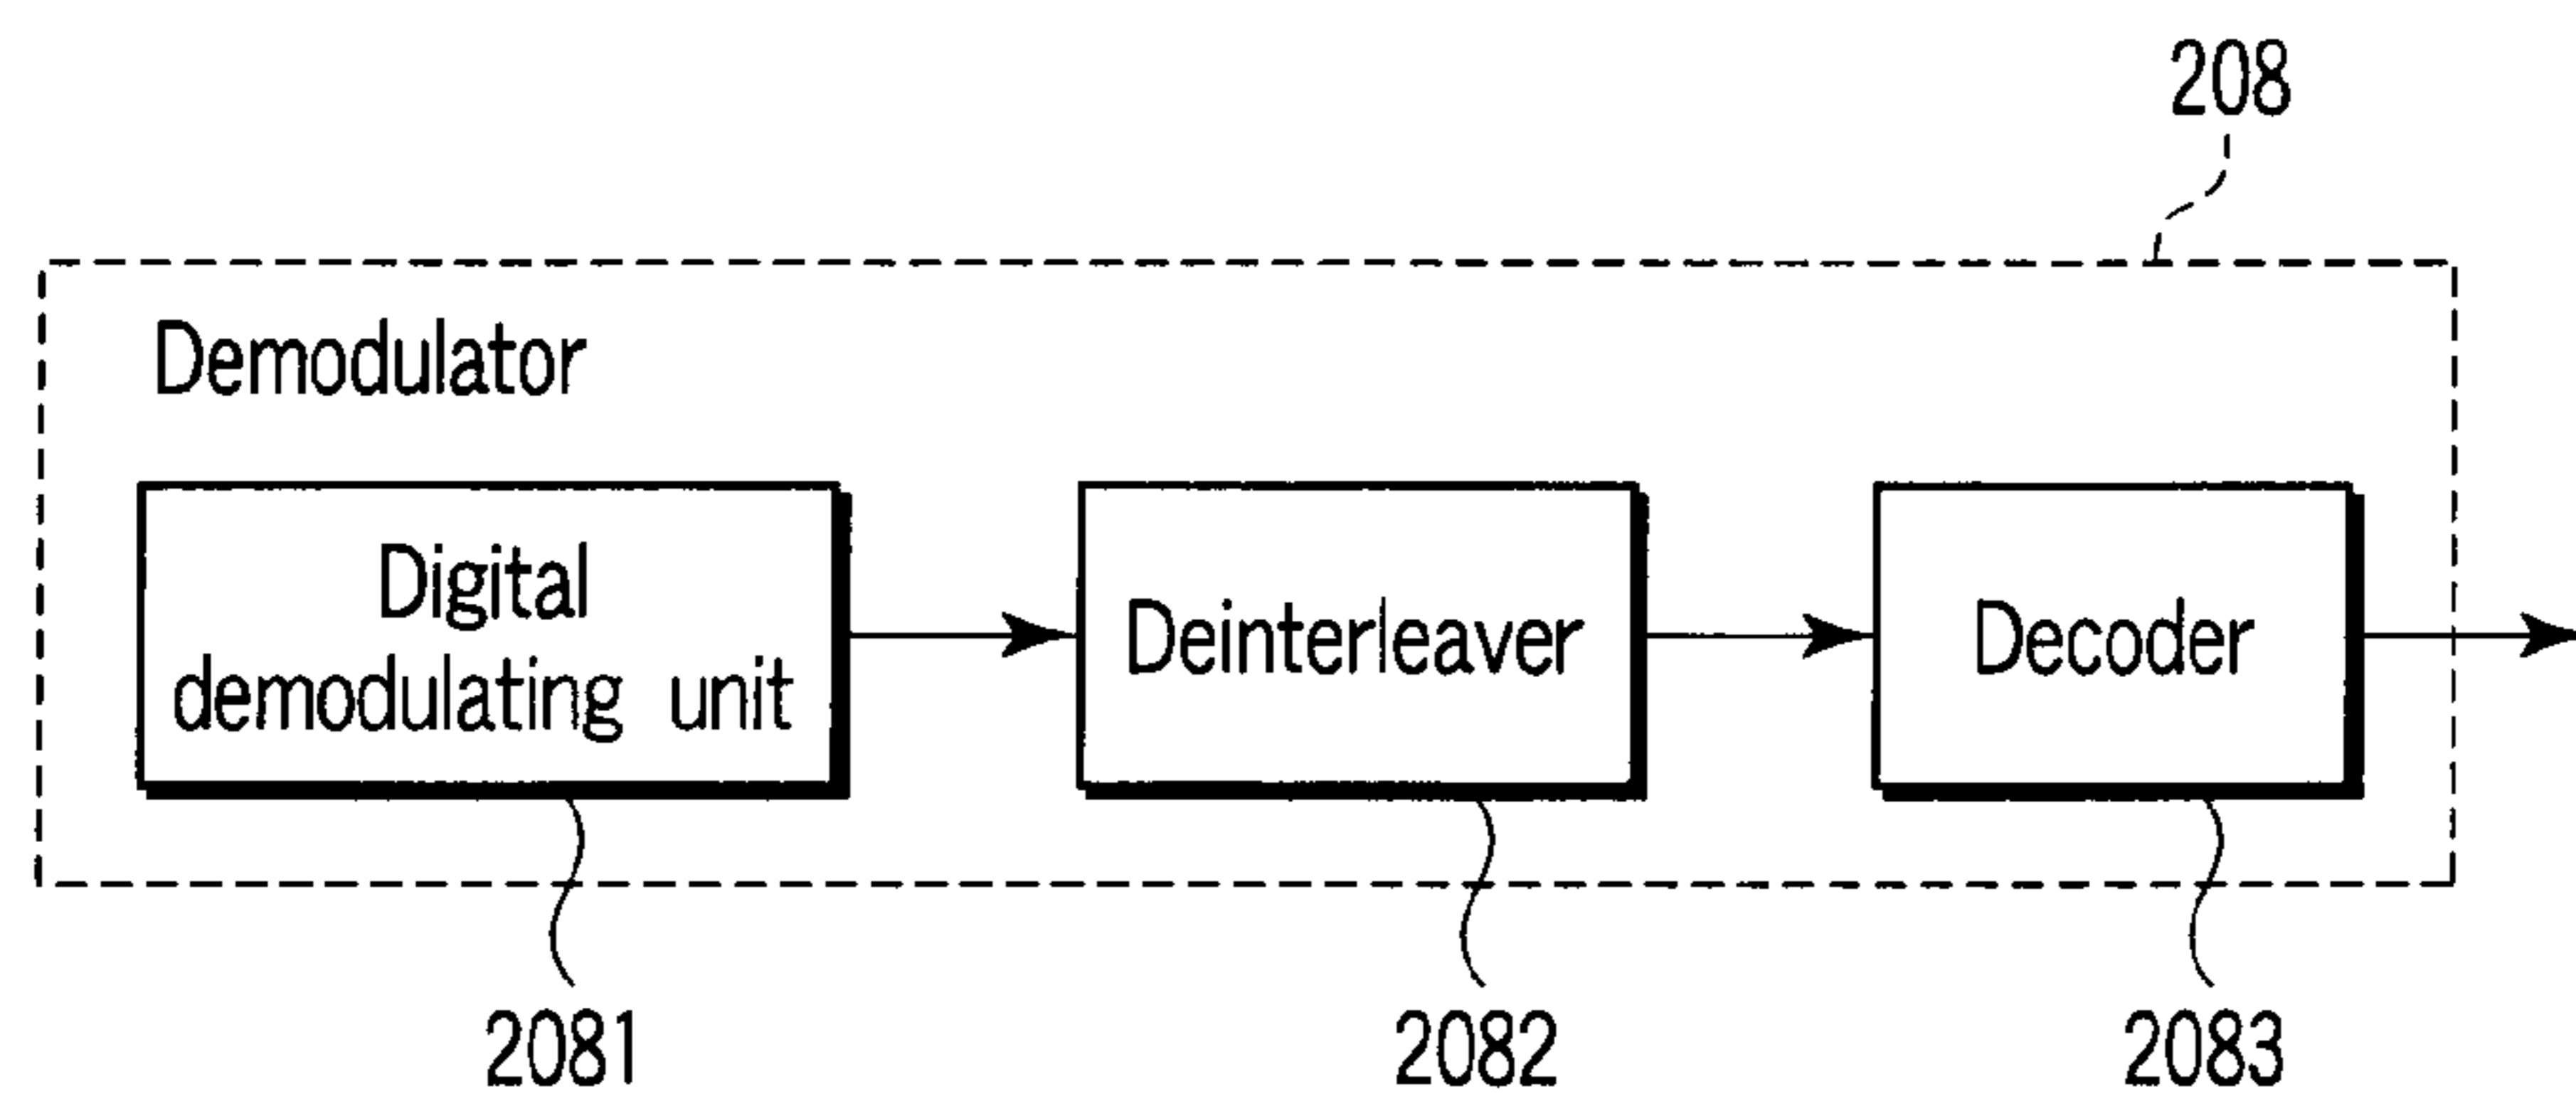 208
Demodulator
Digital
demodulating unit
Deinterleaver
Decoder
2081
2082
2083